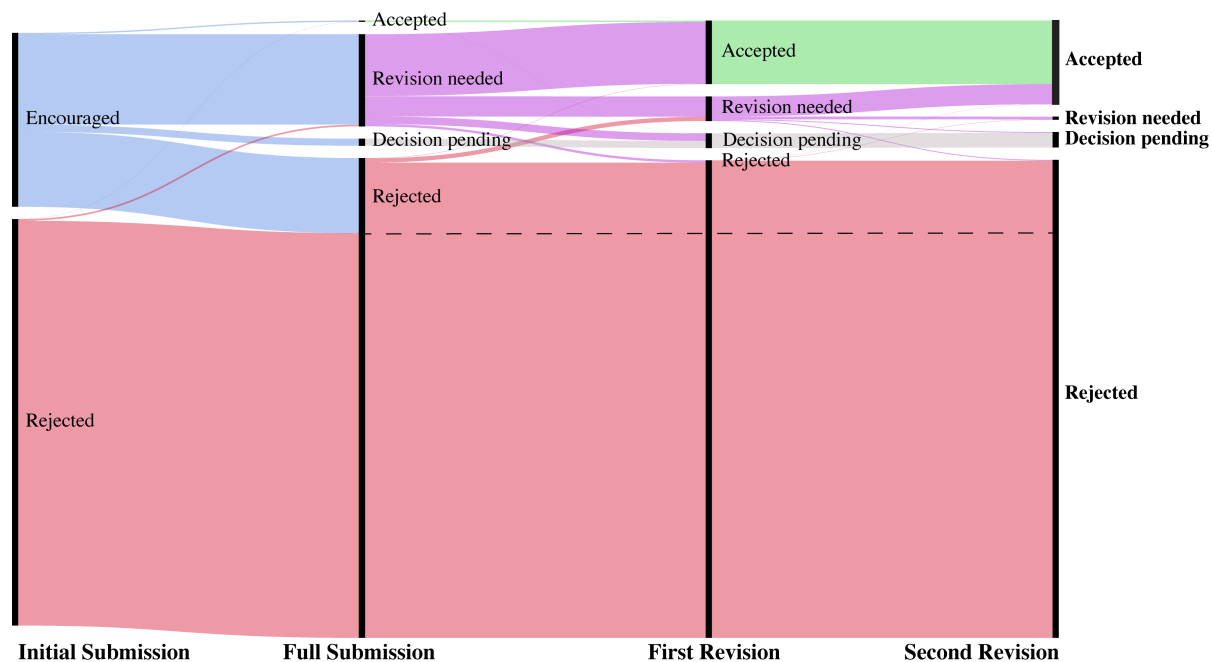 Encouraged
Rejected
Accepted
Revision needed
Decision pending
Rejected
Accepted
Revision needed
Decision pending
Rejected
Accepted
Revision needed
Decision pending
Rejected
Initial Submission
Full Submission
First Revision
Second Revision